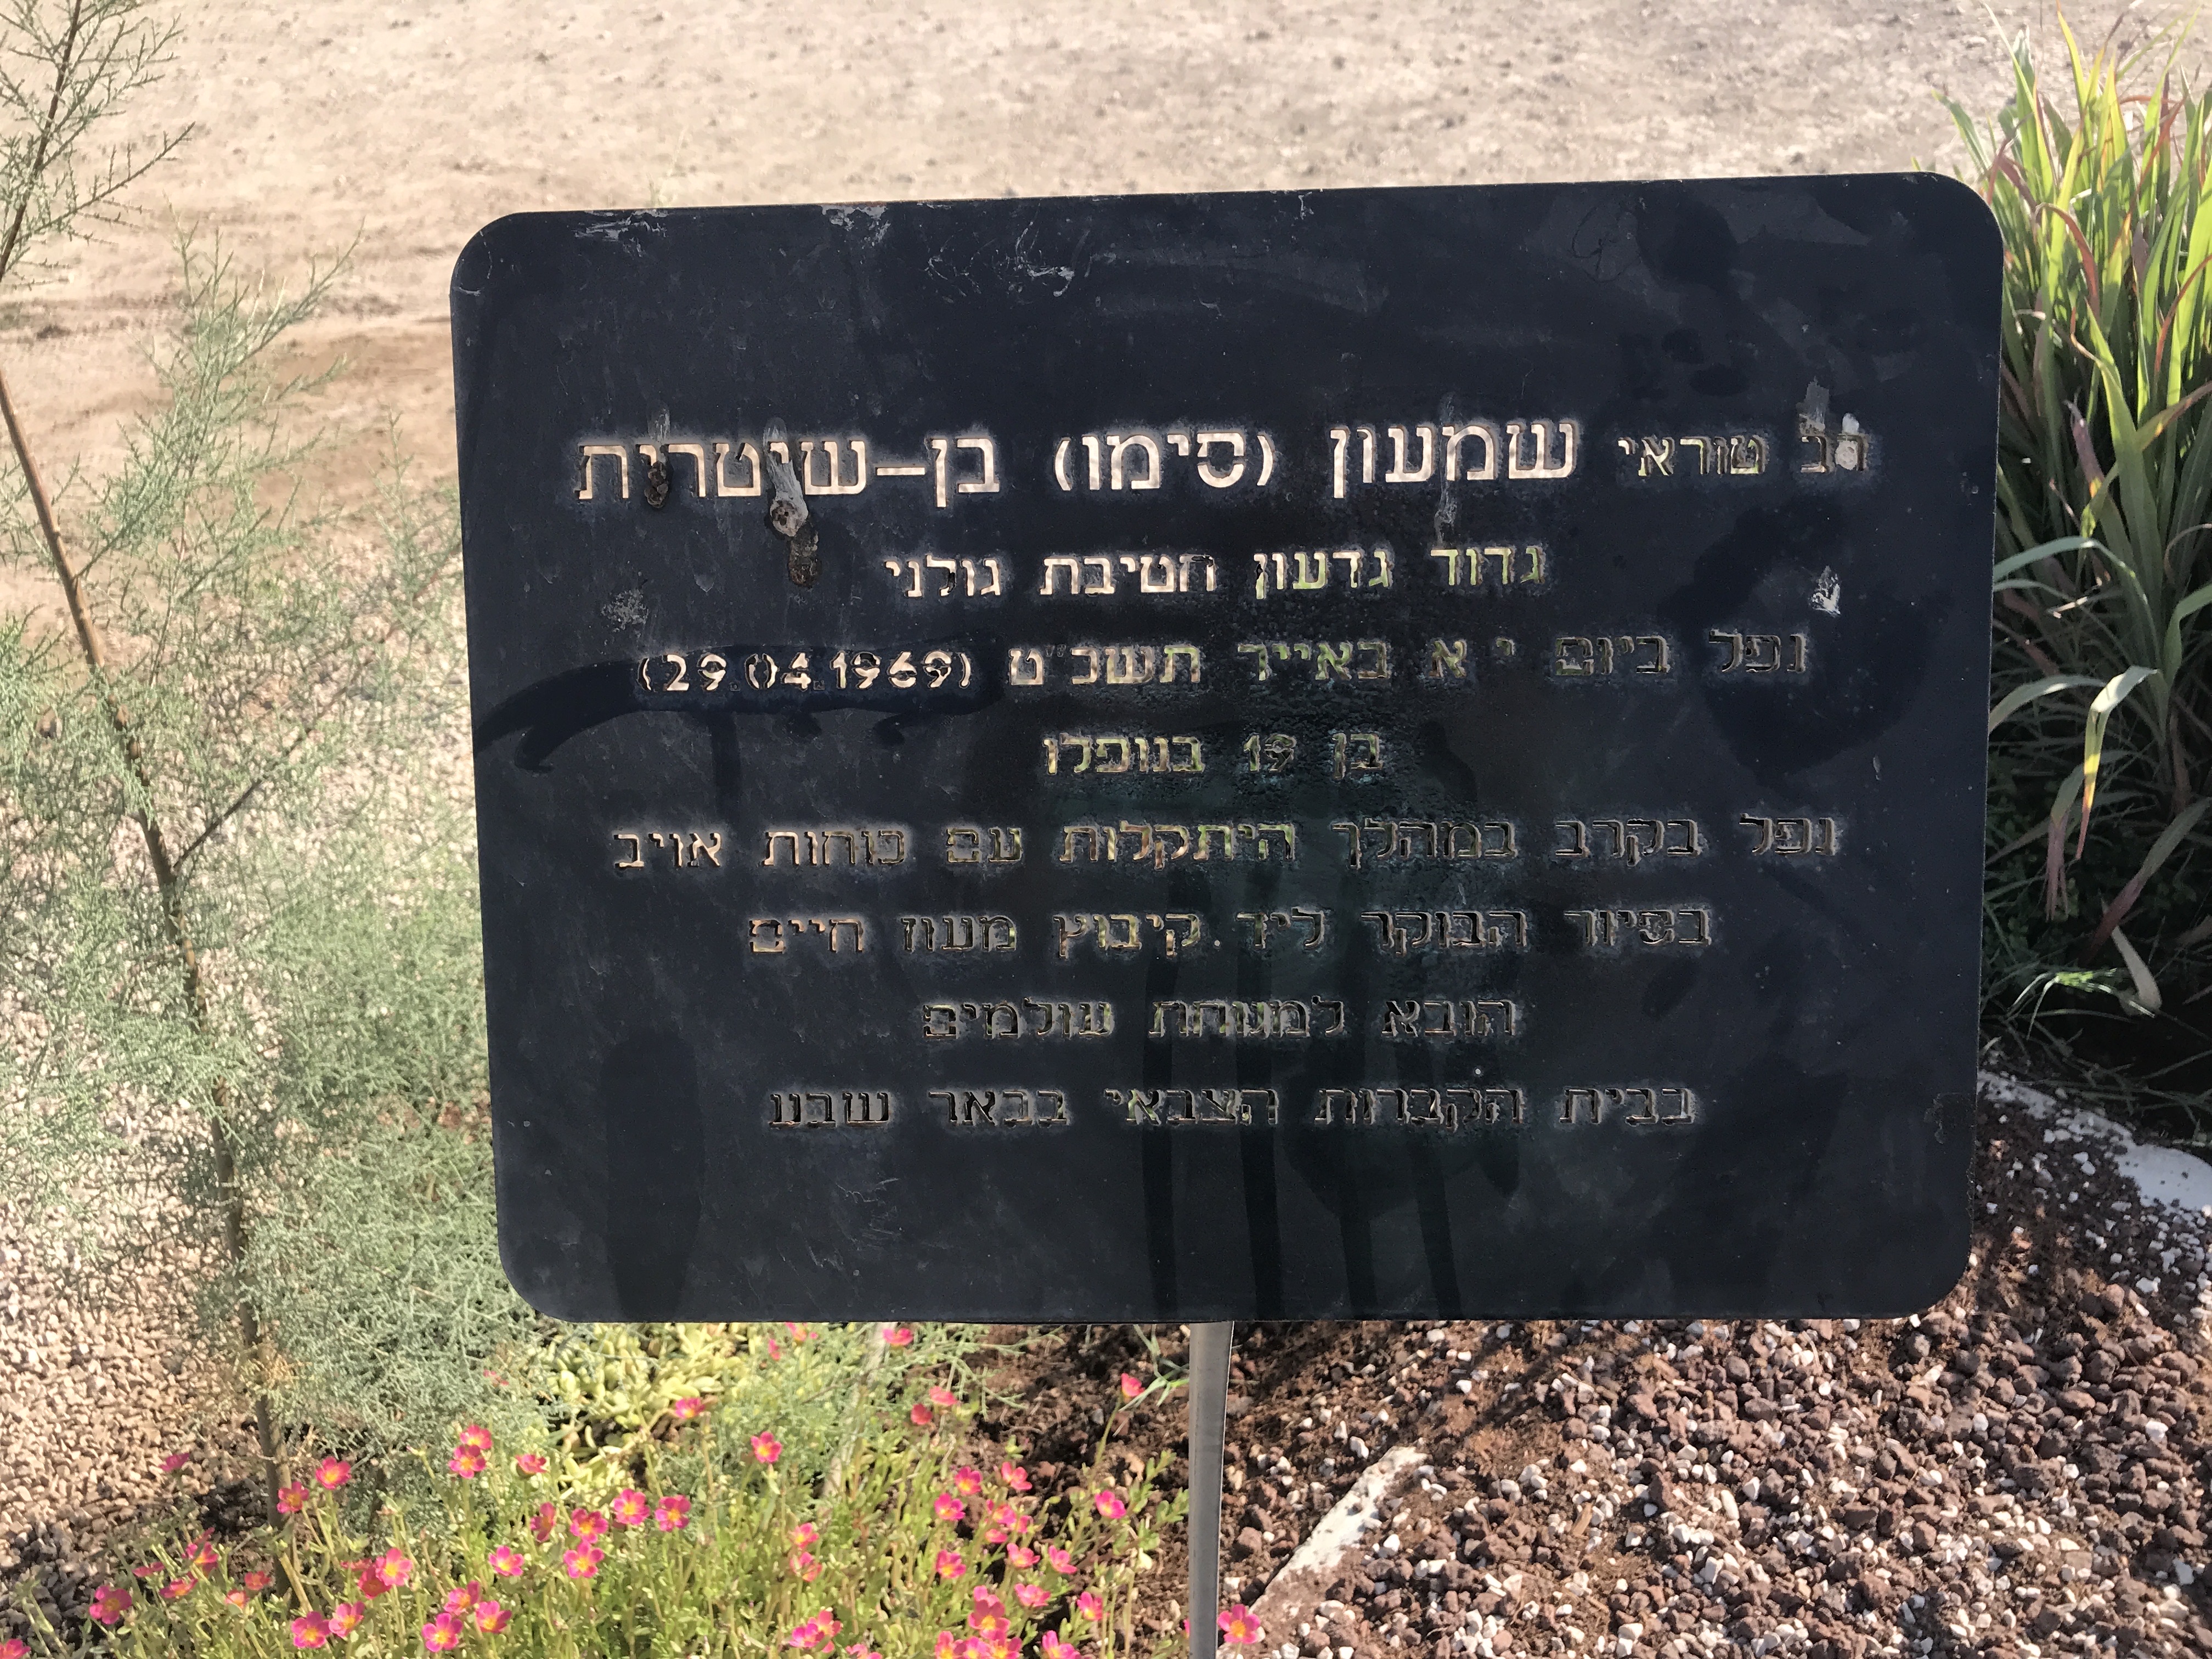 רב טוראי שמעון (סימו) בן-שיטרית
גדוד גדעון חטיבת גולני
נפל ביום י א באייר תשכ"ט (29.04.1969)
בן 19 בנופלו
נפל בקרב במהלך היתקלות עם כוחות אויב
בסיור הבוקר ליד קיבוץ מעוז חיים
הובא למנוחת עולמים
בבית הקברות הצבאי בבאר שבע